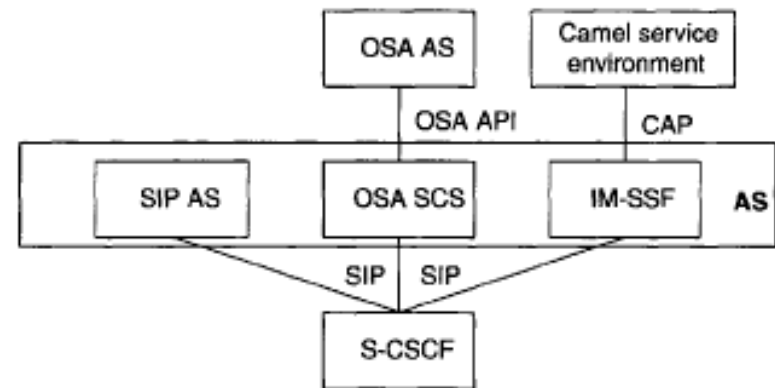 OSA AS
Camel service
environment
OSA API
CAP
SIP AS
OSA SCS
IM-SSF
AS
SIP
SIP
S-CSCF